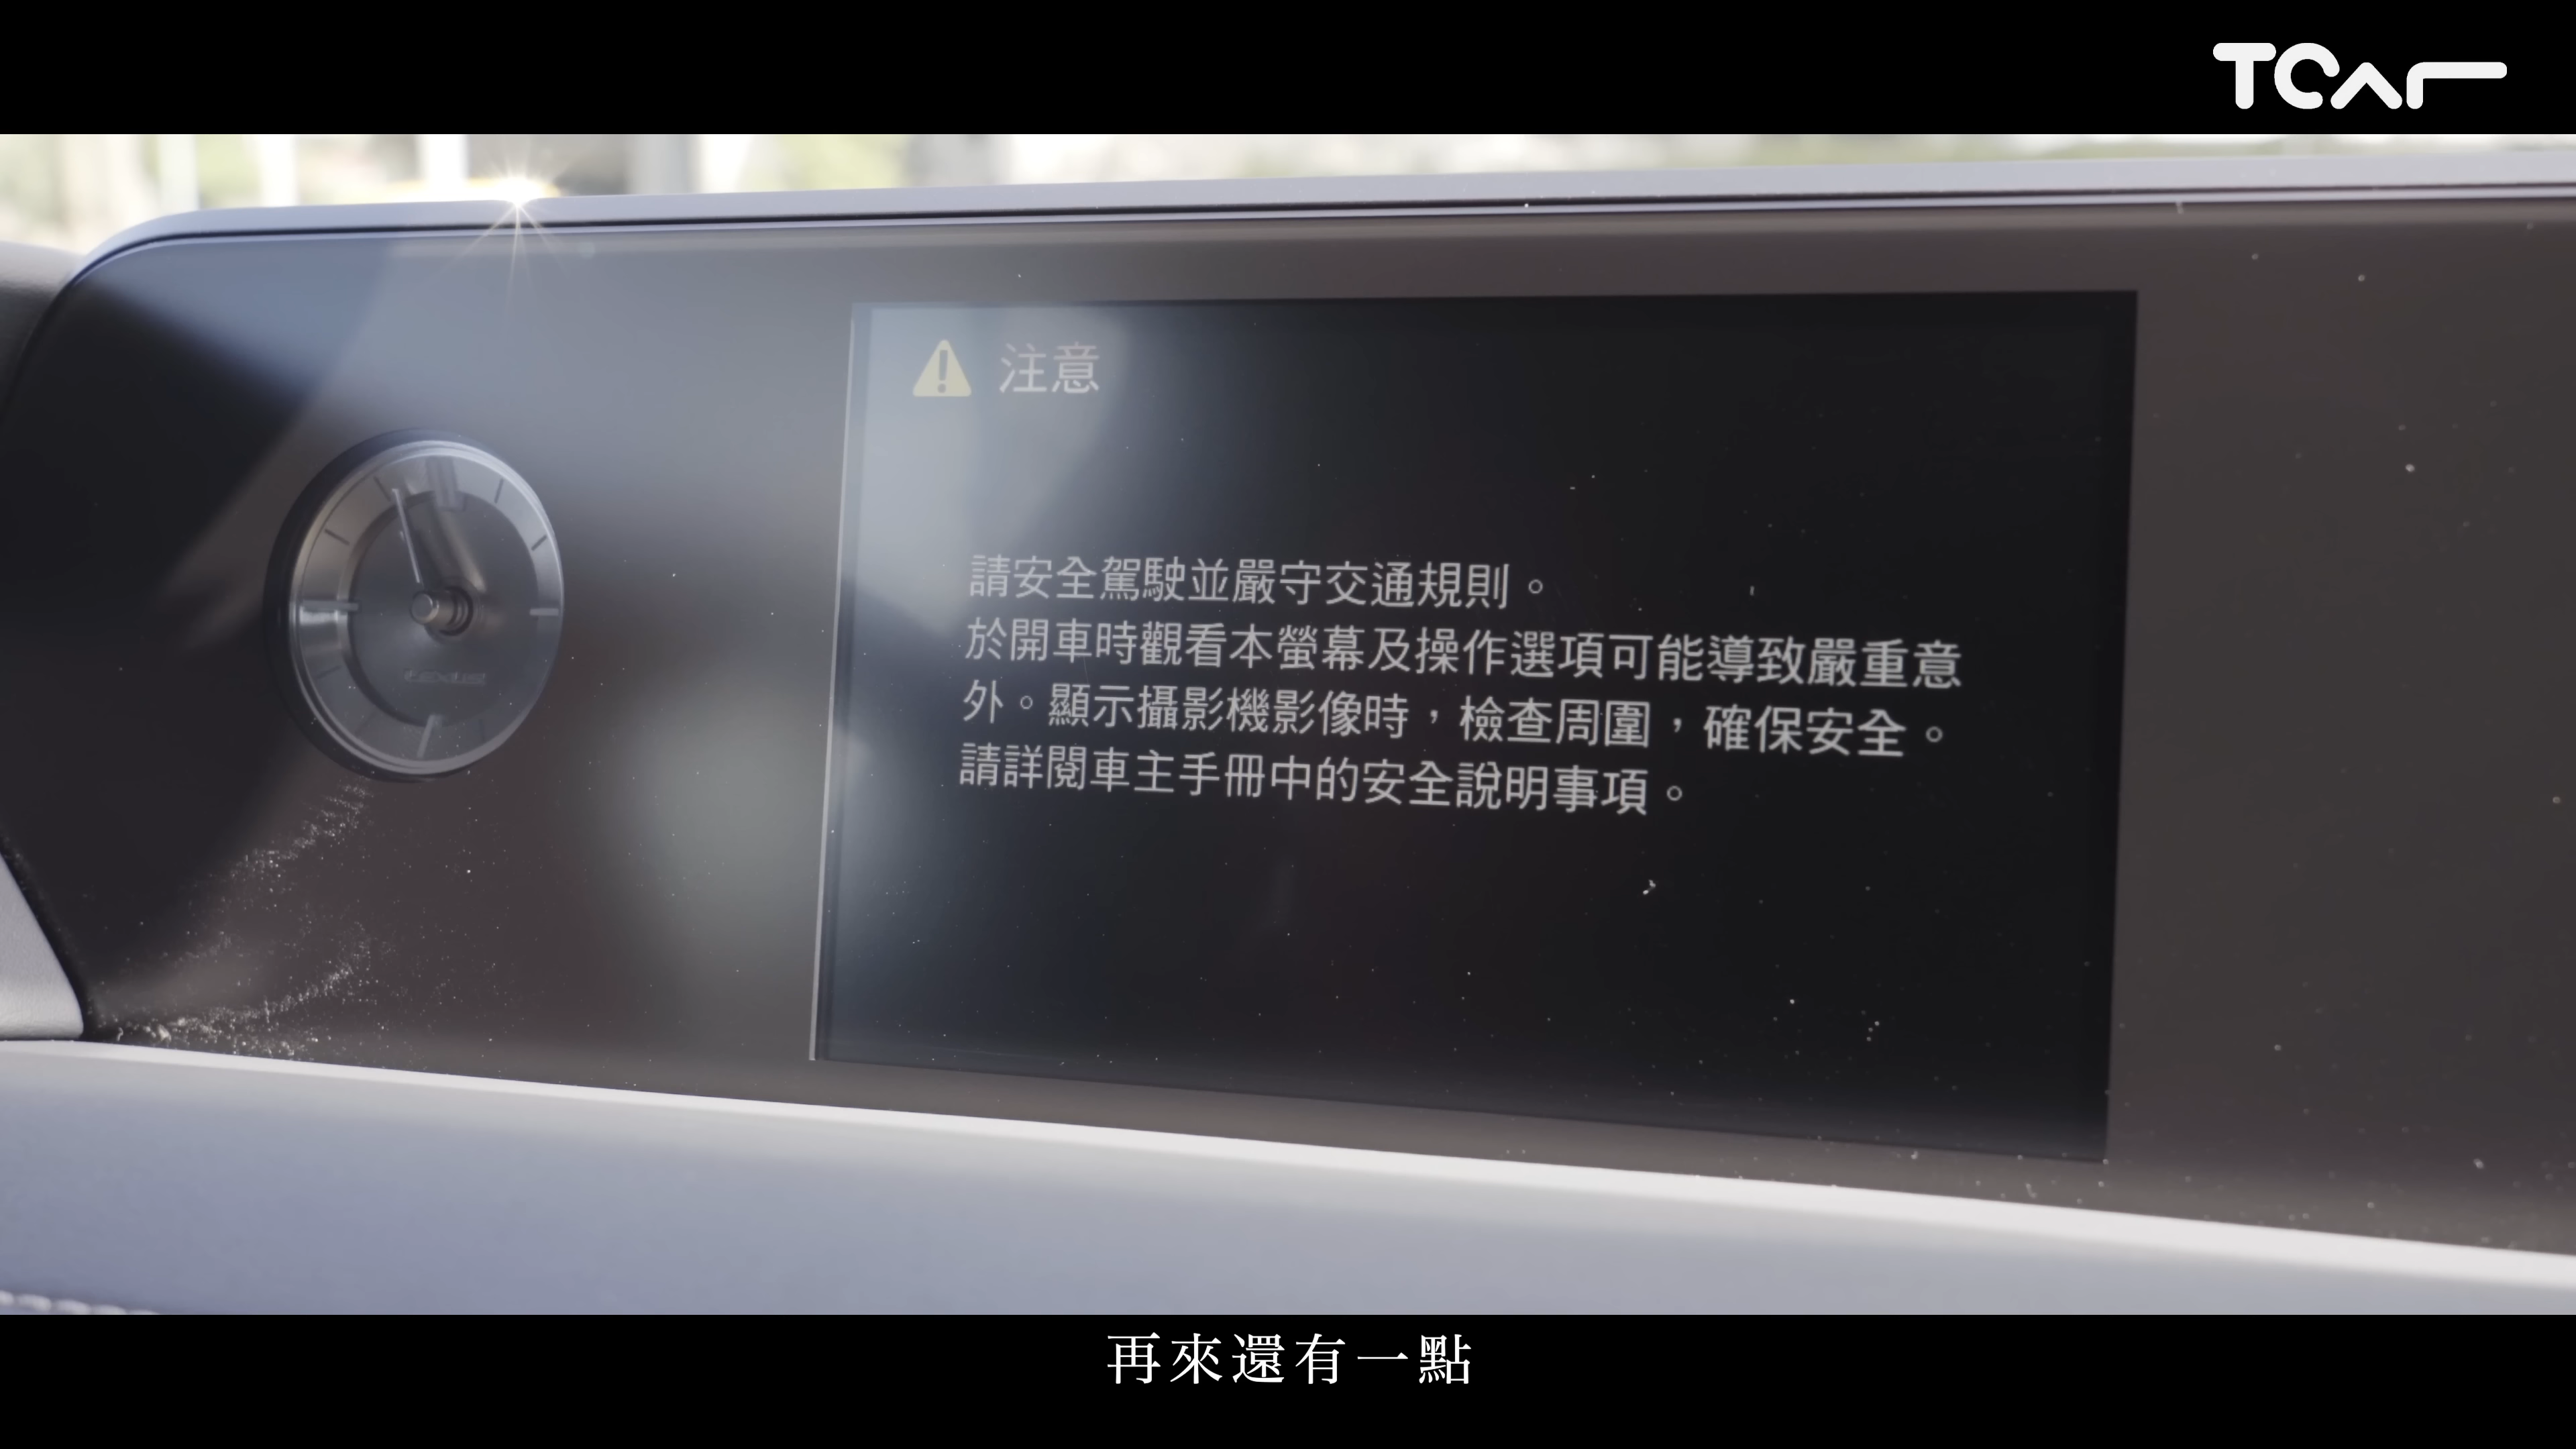 TCar
注意
請安全駕駛並嚴守交通規則。
於開車時觀看本螢幕及操作選項可能導致嚴重意
外。顯示攝影機影像時，檢查周圍，確保安全。
請詳閱車主手冊中的安全說明事項。
LEXUS
再來還有一點